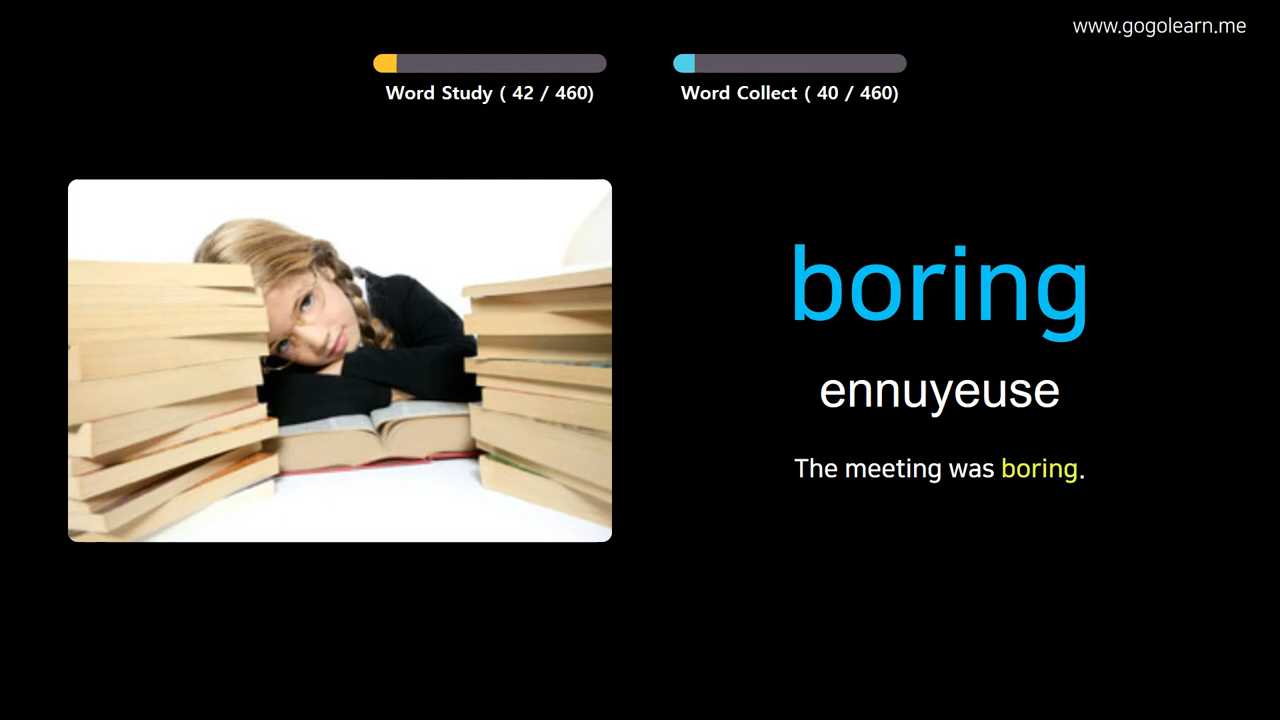 www.gogolearn.me
Word Study ( 42 / 460)
Word Collect ( 40 / 460)
boring
ennuyeuse
The meeting was boring.